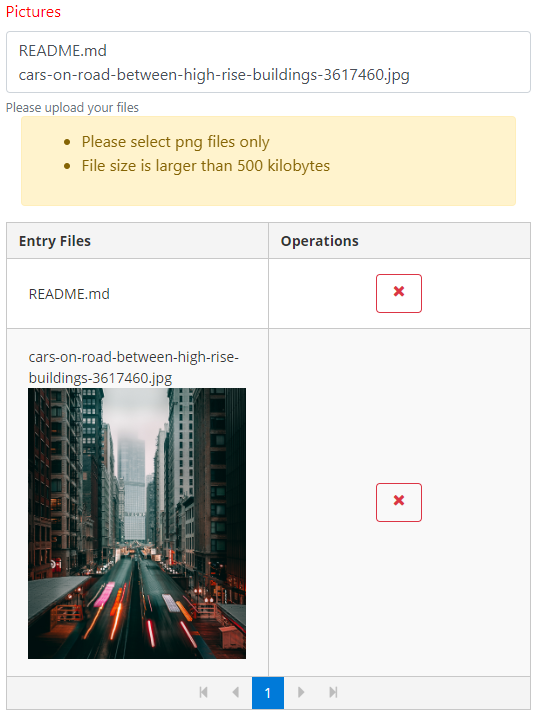 Pictures
README.md
cars-on-road-between-high-rise-buildings-3617460.jpg
Please upload your files
Please select png files only
File size is larger than 500 kilobytes
Entry Files Operations
README.md
cars-on-road-between-high-rise-
buildings-3617460.jpg
1